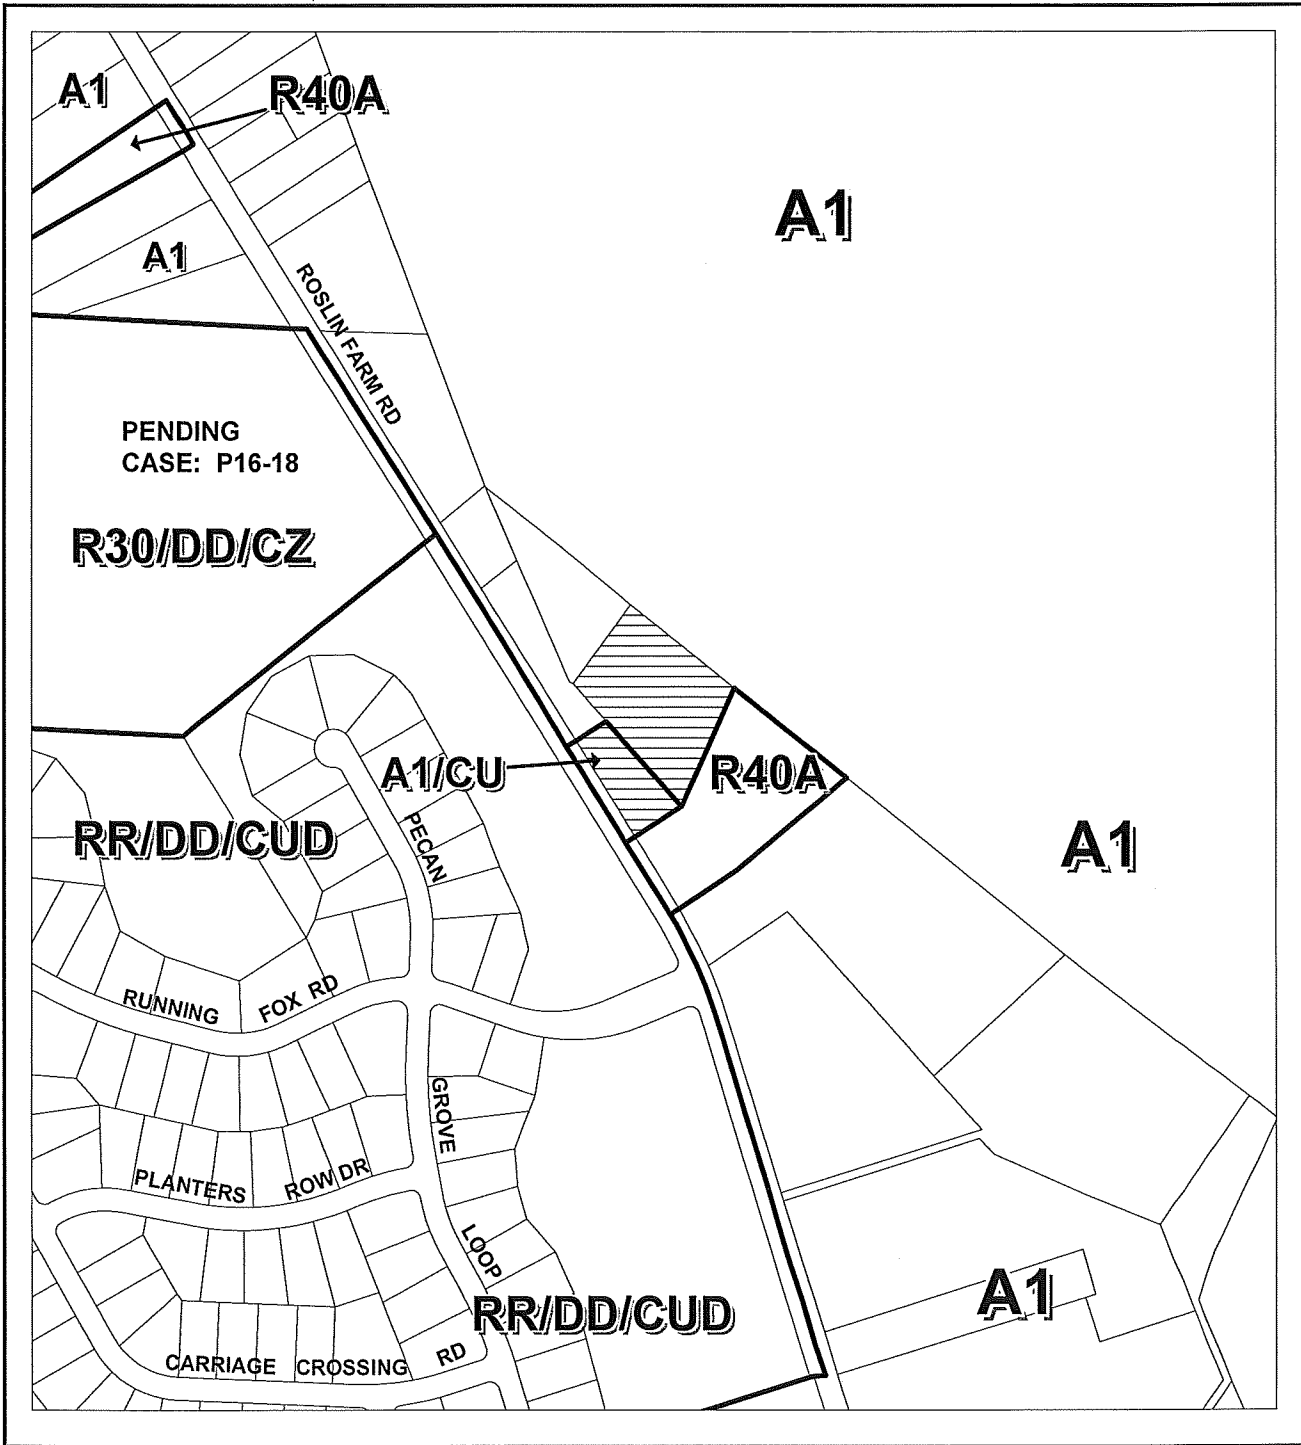 A1
R40A
A1
A1
ROSLIN FARM RD
PENDING
CASE: P16-18
R30/DD/CZ
A1/CU
R40A
RR/DD/CUD
PECAN
A1
RUNNING FOX RD
GROVE
PLANTERS ROW DR
LOOP
RR/DD/CUD
A1
CARRIAGE CROSSING RD